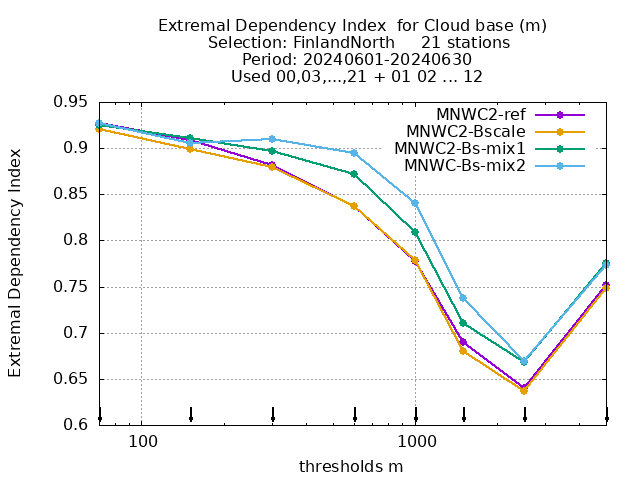 Extremal Dependency Index  for Cloud base (m)
Selection: FinlandNorth     21 stations
Period: 20240601-20240630
Used 00,03,...,21 + 01 02 ... 12
MNWC2-ref
MNWC2-Bscale
MNWC2-Bs-mix1
MNWC-Bs-mix2
Extremal Dependency Index
0.95
0.9
0.85
0.8
0.75
0.7
0.65
0.6
100
1000
thresholds m